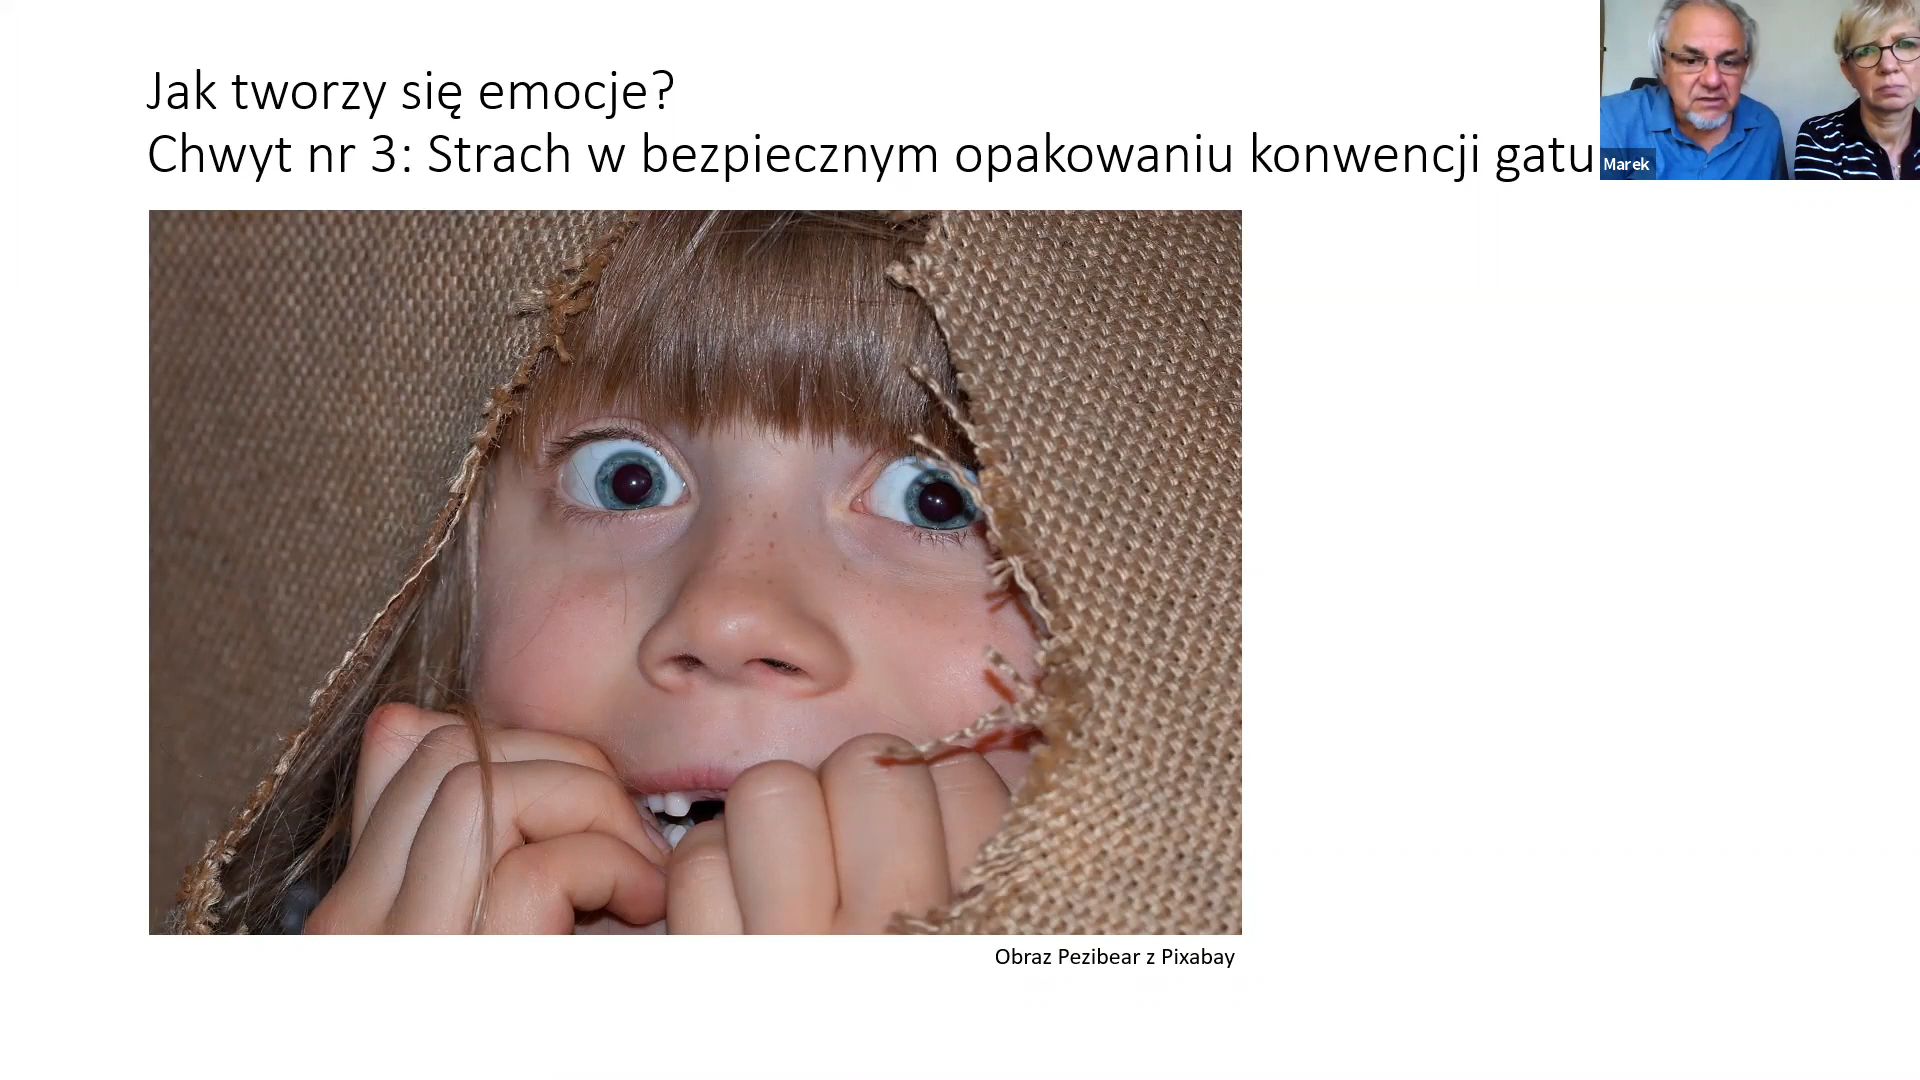 Jak tworzy się emocje?
Chwyt nr 3: Strach w bezpiecznym opakowaniu konwencji gatu
Marek
Obraz Pezibear z Pixabay